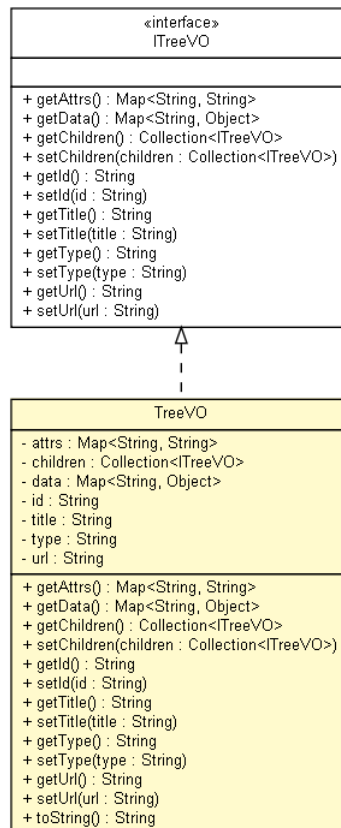 «interface»
ITreeVO
+ getAttrs() : Map<String, String>
+ getData() : Map<String, Object>
+ getChildren() : Collection<ITreeVO>
+ setChildren(children : Collection<ITreeVO>)
+ getId() : String
+ setId(id : String)
+ getTitle() : String
+ setTitle(title : String)
+ getType() : String
+ setType(type : String)
+ getUrl() : String
+ setUrl(url : String)
TreeVO
- attrs : Map<String, String>
- children : Collection<ITreeVO>
- data : Map<String, Object>
- id : String
- title : String
- type : String
- url : String
+ getAttrs() : Map<String, String>
+ getData() : Map<String, Object>
+ getChildren() : Collection<ITreeVO>
+ setChildren(children : Collection<ITreeVO>)
+ getId() : String
+ setId(id : String)
+ getTitle() : String
+ setTitle(title : String)
+ getType() : String
+ setType(type : String)
+ getUrl() : String
+ setUrl(url : String)
+ toString() : String